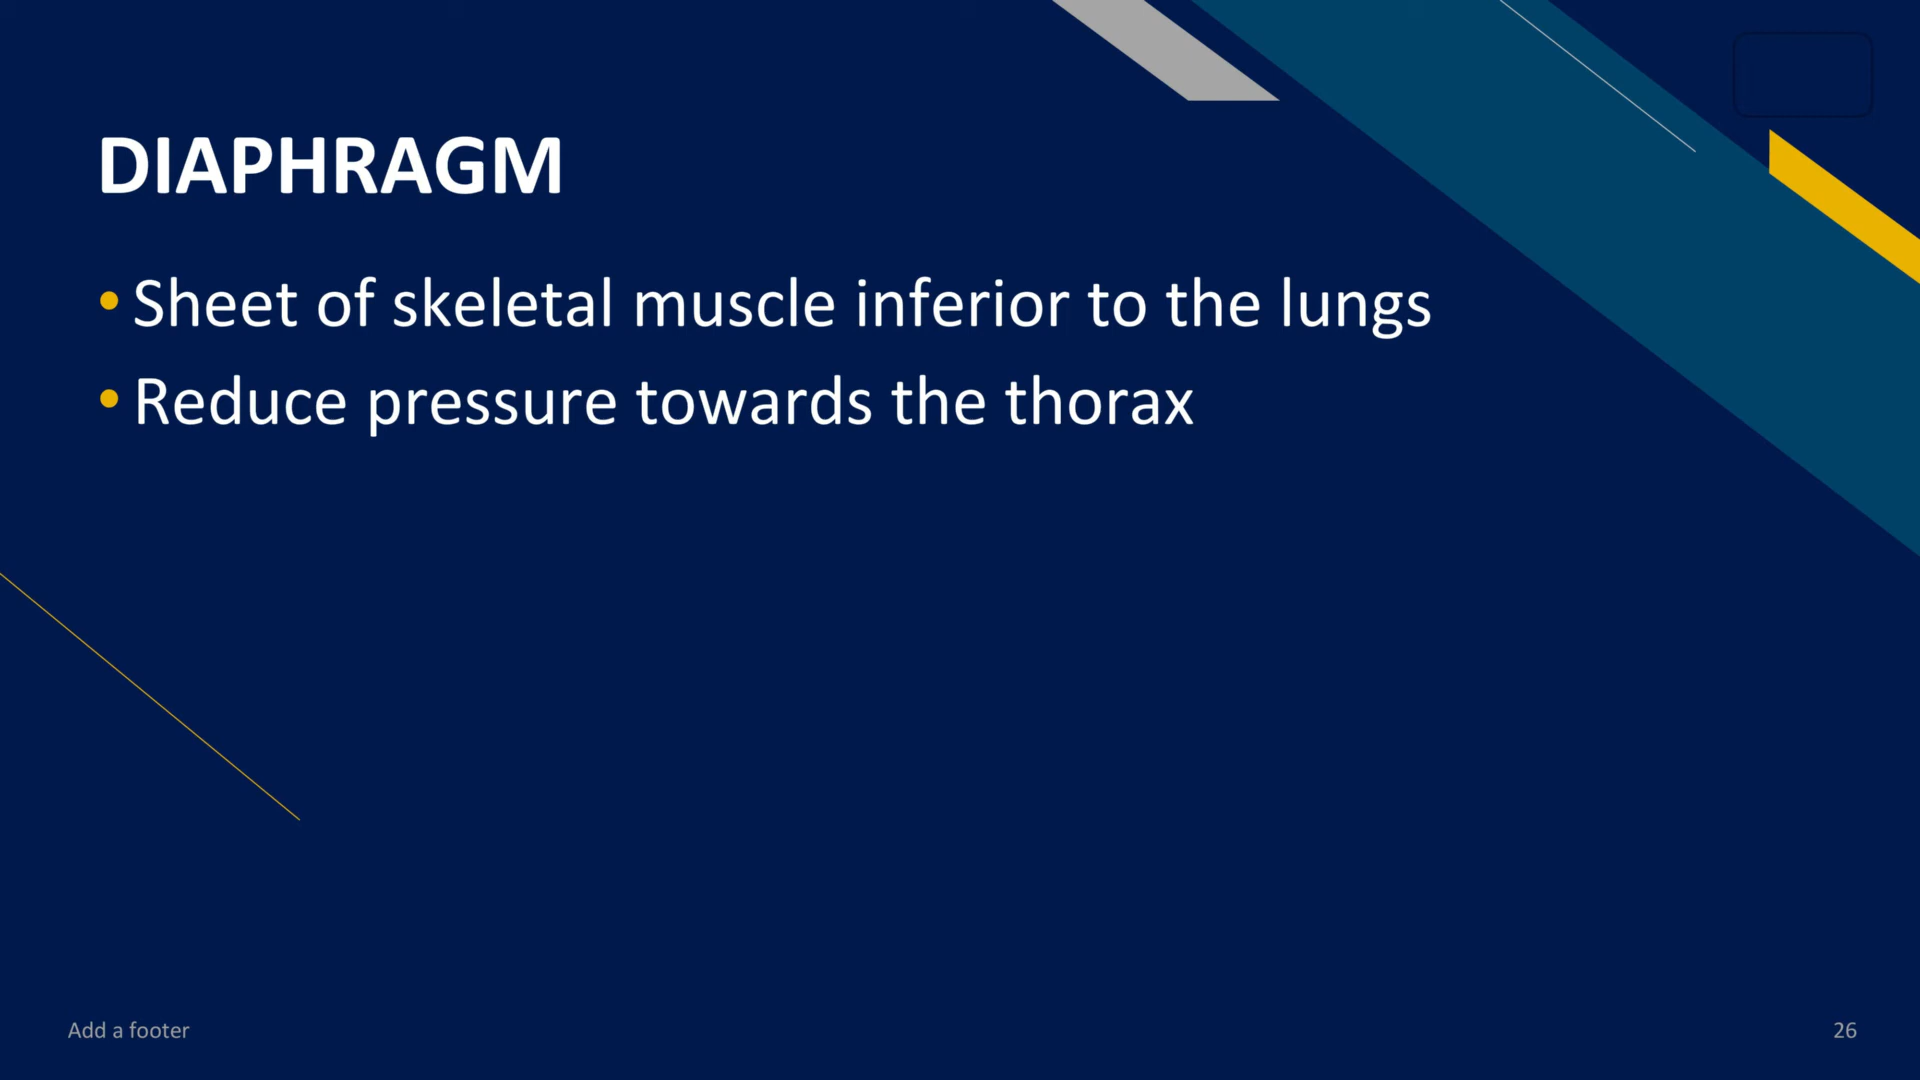 DIAPHRAGM
• Sheet of skeletal muscle inferior to the lungs
• Reduce pressure towards the thorax
Add a footer
26